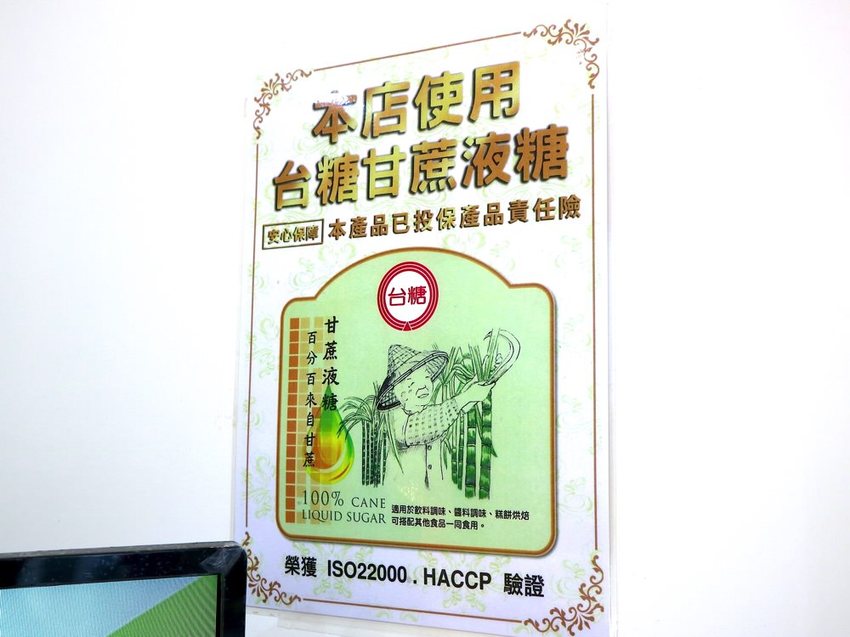 本店使用
台糖甘蔗液糖
安心保障 本產品已投保產品責任險
台糖
甘蔗液糖
百分百來自甘蔗
100% CANE
LIQUID SUGAR
適用於飲料調味、醬料調味、糕餅烘焙
可搭配其他食品一同食用。
榮獲 ISO22000 . HACCP 驗證